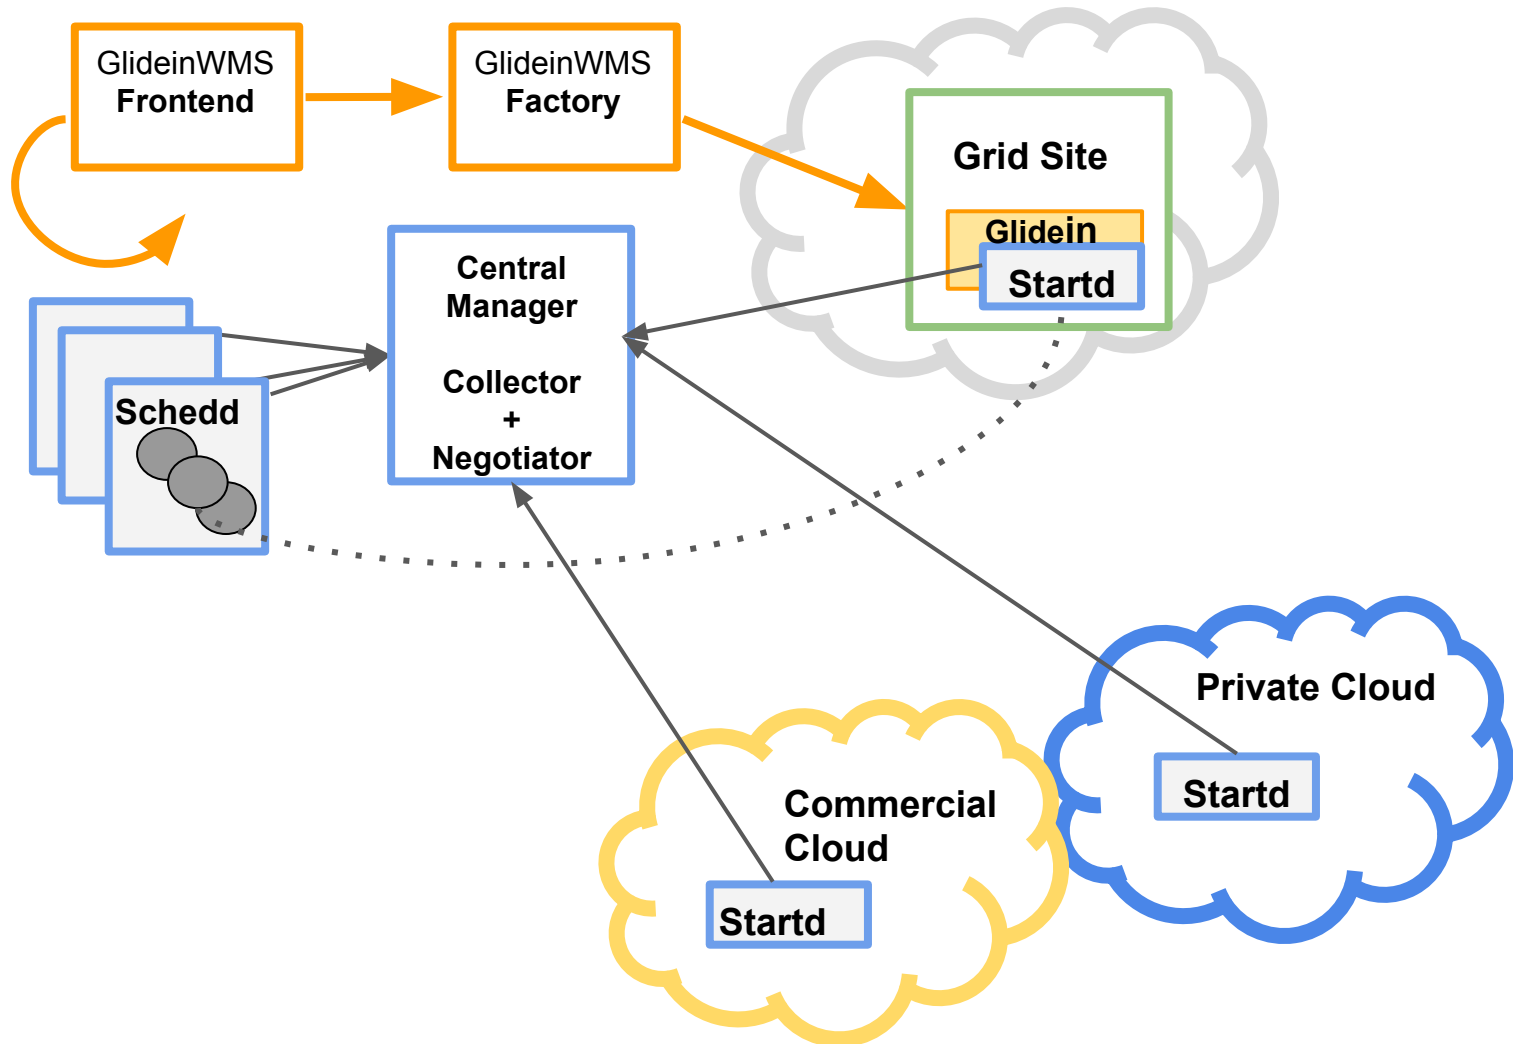 GlideinWMS
Frontend
GlideinWMS
Factory
Grid Site
Glidein
Startd
Central
Manager
Collector
+
Negotiator
Schedd
Private Cloud
Startd
Commercial
Cloud
Startd